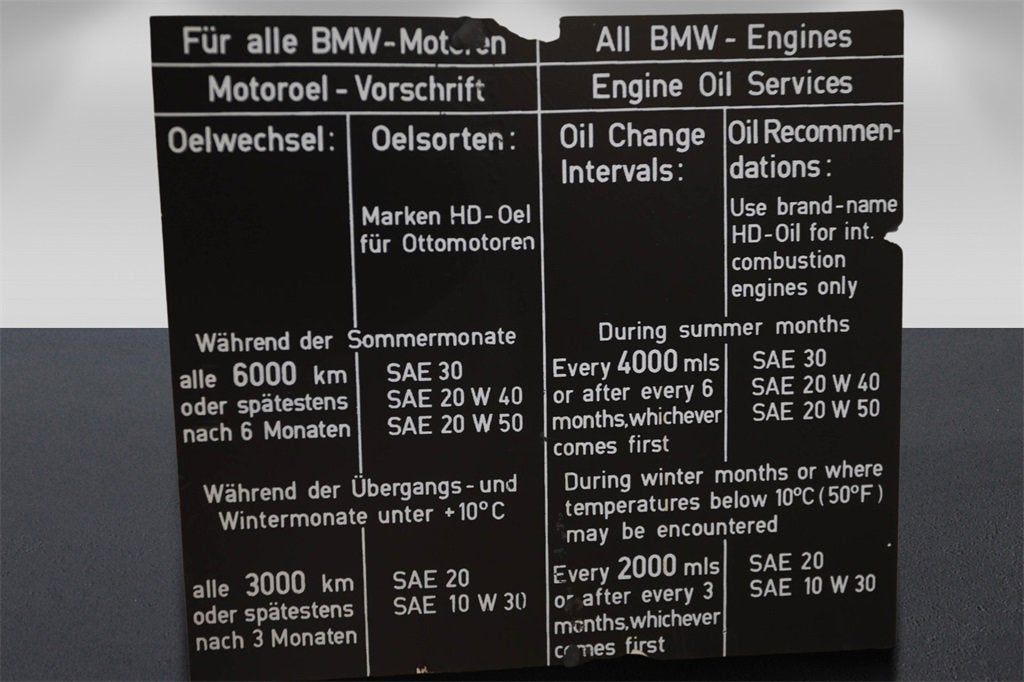 Für alle BMW-Motoren
Motoroel-Vorschrift
Oelwechsel:
Oelsorten:
Marken HD-Oel
für Ottomotoren
Während der Sommermonate
alle 6000 km
oder spätestens
nach 6 Monaten
SAE 30
SAE 20 W 40
SAE 20 W 50
Während der Übergangs-und
Wintermonate unter +10°C
alle 3000 km
oder spätestens
nach 3 Monaten
SAE 20
SAE 10 W 30
All BMW-Engines
Engine Oil Services
Oil Change
Intervals:
Oil Recommen-
dations:
Use brand-name
HD-Oil for int.
combustion
engines only
During summer months
Every 4000 mls
or after every 6
months,whichever
comes first
SAE 30
SAE 20 W 40
SAE 20 W 50
During winter months or where
temperatures below 10°C (50°F)
may be encountered
Every 2000 mls
or after every 3
months,whichever
comes first
SAE 20
SAE 10 W 30